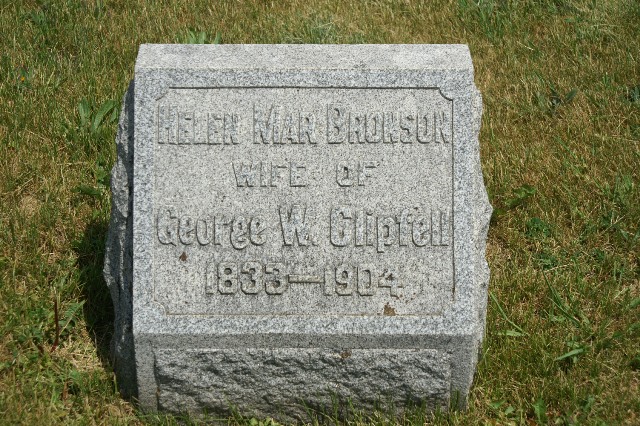 Helen Mar Bronson
Wife of
George W. Clipfell
1833—1904